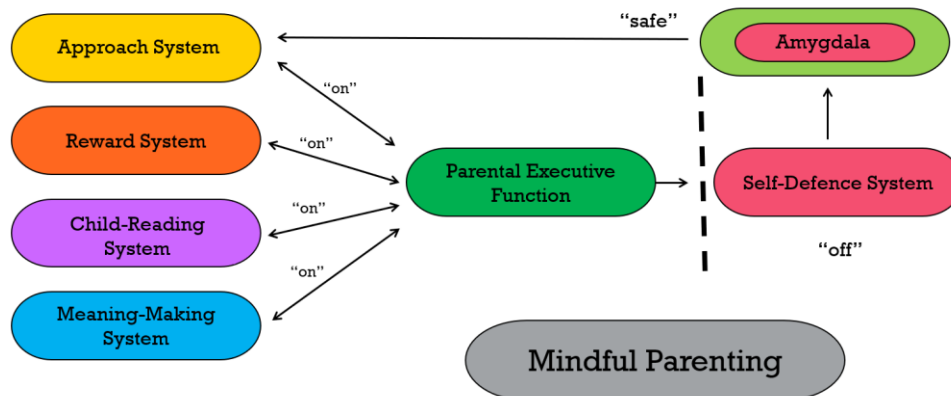 “safe”
Approach System
Amygdala
“on”
Reward System
“on”
Parental Executive
Function
Self-Defence System
Child-Reading
System
“on”
“off”
“on”
Meaning-Making
System
Mindful Parenting